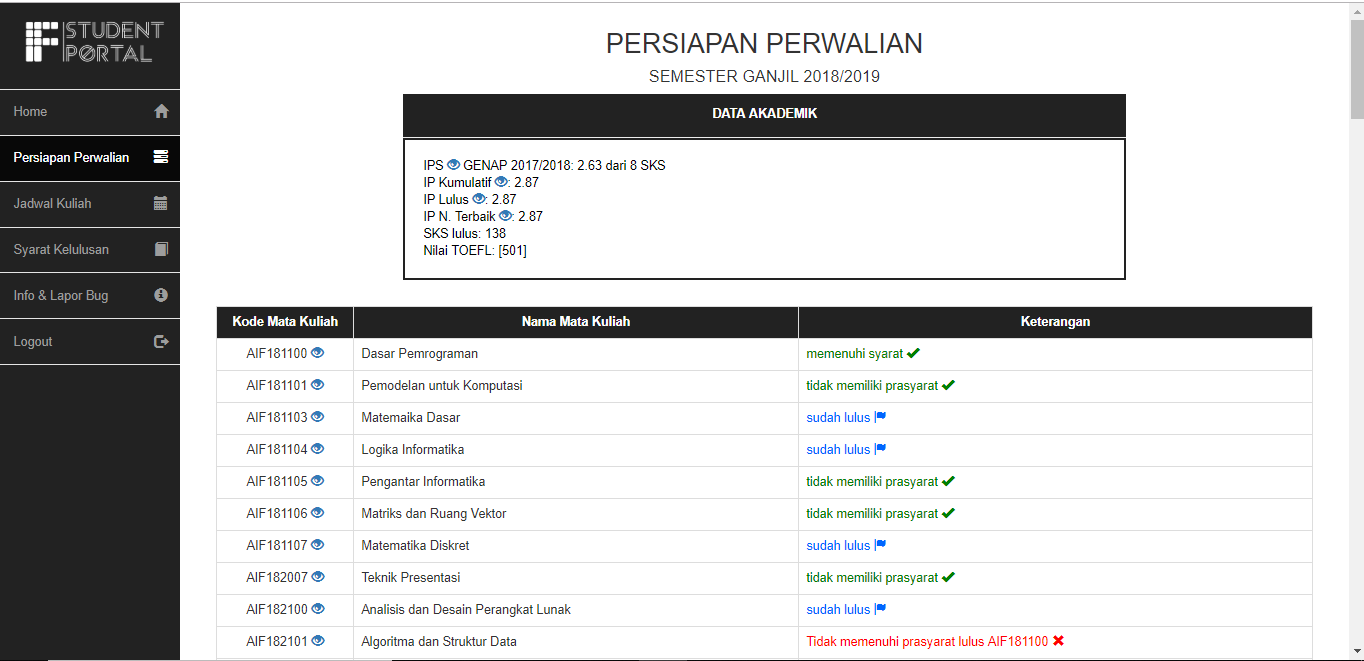 STUDENT
PORTAL
Home
Persiapan Perwalian
Jadwal Kuliah
Syarat Kelulusan
Info & Lapor Bug
Logout
PERSIAPAN PERWALIAN
SEMESTER GANJIL 2018/2019
DATA AKADEMIK
IPS GENAP 2017/2018: 2.63 dari 8 SKS
IP Kumulatif : 2.87
IP Lulus : 2.87
IP N. Terbaik : 2.87
SKS lulus: 138
Nilai TOEFL: [501]
Kode Mata Kuliah Nama Mata Kuliah Keterangan
AIF181100 Dasar Pemrograman memenuhi syarat
AIF181101 Pemodelan untuk Komputasi tidak memiliki prasyarat
AIF181103 Matemaika Dasar sudah lulus
AIF181104 Logika Informatika sudah lulus
AIF181105 Pengantar Informatika tidak memiliki prasyarat
AIF181106 Matriks dan Ruang Vektor tidak memiliki prasyarat
AIF181107 Matematika Diskret sudah lulus
AIF182007 Teknik Presentasi tidak memiliki prasyarat
AIF182100 Analisis dan Desain Perangkat Lunak sudah lulus
AIF182101 Algoritma dan Struktur Data Tidak memenuhi prasyarat lulus AIF181100